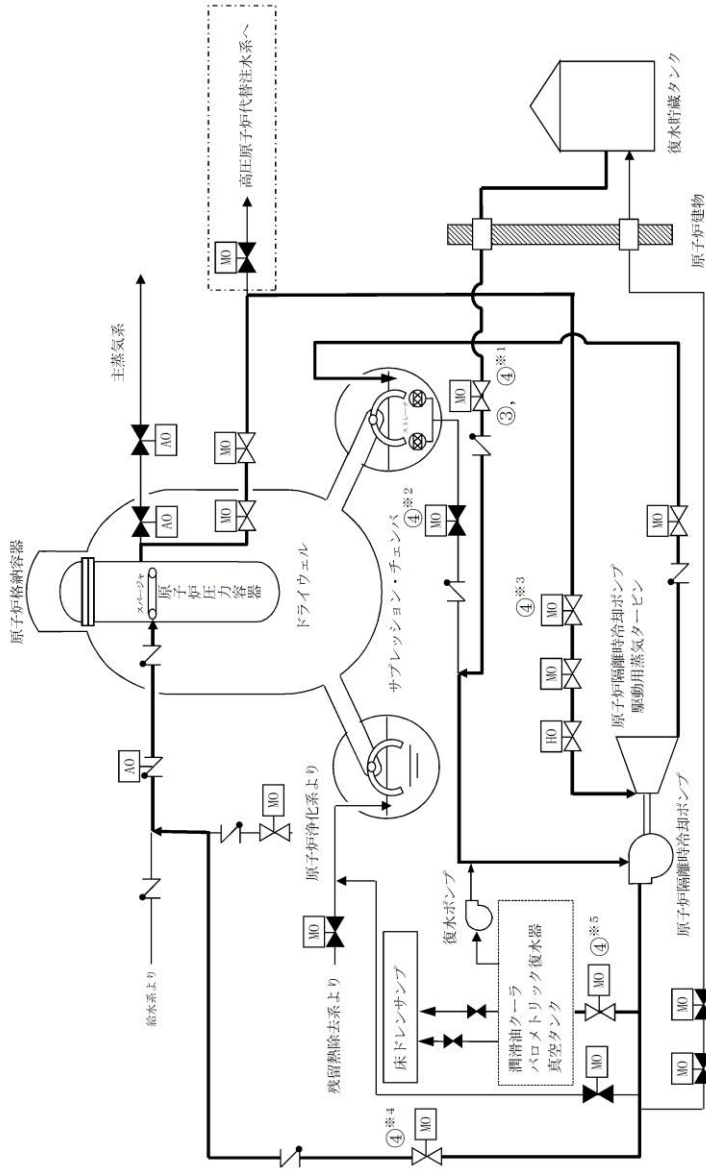 原子炉格納容器
主蒸気系
高圧原子炉代替注水系へ
MO
AO
AO
MO
MO
スパージャ
原子炉圧力容器
ドライウェル
サプレッション・チェンバ
ストレーナ
AO
MO
給水系より
原子炉浄化系より
MO
残留熱除去系より
④※2
MO
MO
③,④※1
復水貯蔵タンク
原子炉建物
④※3
MO
MO
HO
原子炉隔離時冷却ポンプ
駆動用蒸気タービン
MO
復水ポンプ
原子炉隔離時冷却ポンプ
床ドレンサンプ
潤滑油クーラ
バロメトリック復水器
真空タンク
④※5
MO
MO
④※4
MO
MO
MO